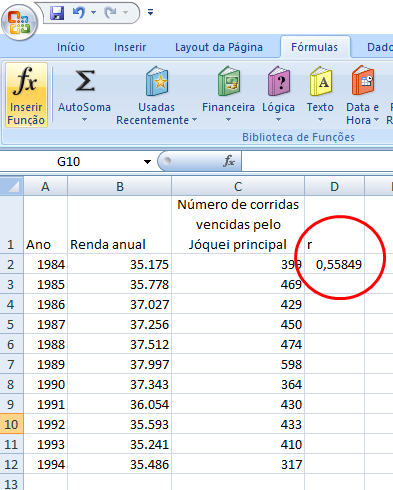 Início Inserir Layout da Página Fórmulas Dado
fx Σ
Inserir Função AutoSoma Usadas Recentemente Financeira Lógica Texto Data e Hora
Biblioteca de Funções
G10 fx
A B C D
1 Ano Renda anual Número de corridas vencidas pelo Jóquei principal r
2 1984 35.175 399 0,55849
3 1985 35.778 469
4 1986 37.027 429
5 1987 37.256 450
6 1988 37.512 474
7 1989 37.997 598
8 1990 37.343 364
9 1991 36.054 430
10 1992 35.593 433
11 1993 35.241 410
12 1994 35.486 317
13